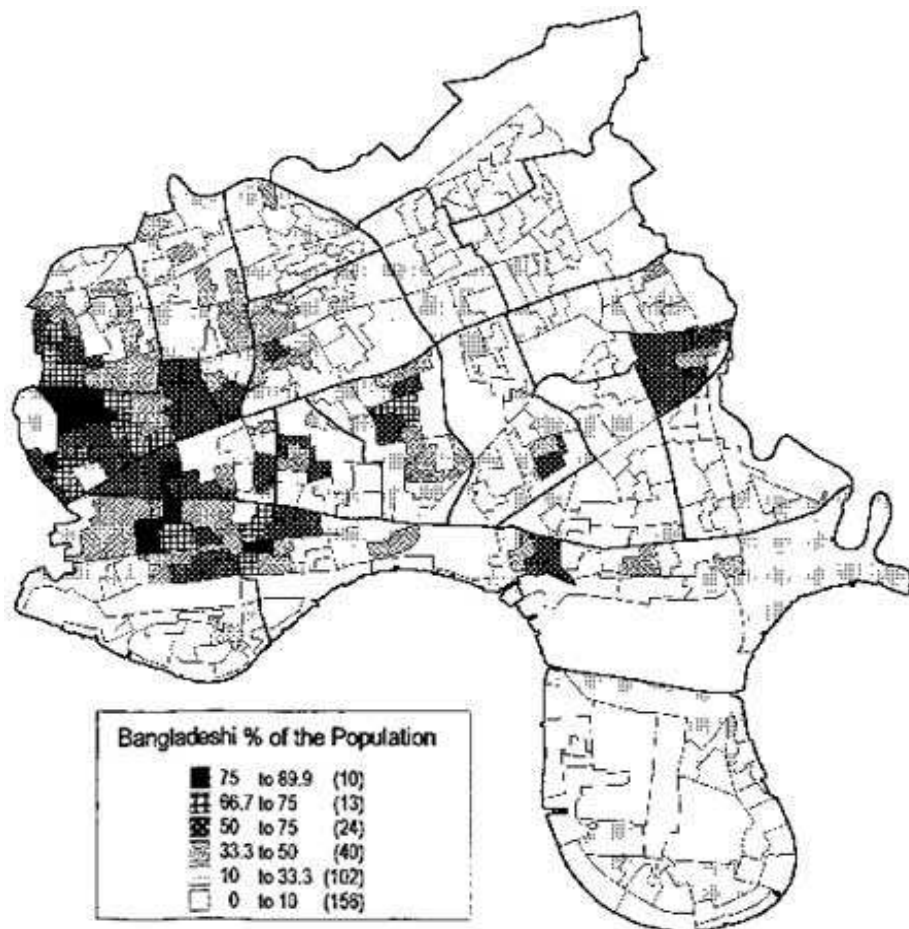 Bangladeshi % of the Population
75 to 89.9 (10)
66.7 to 75 (13)
50 to 75 (24)
33.3 to 50 (40)
10 to 33.3 (102)
0 to 10 (156)